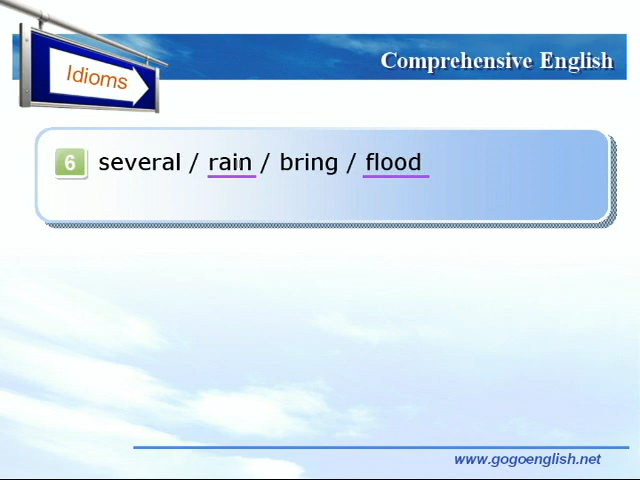 Idioms
Comprehensive English
6 several / rain / bring / flood
www.gogoenglish.net